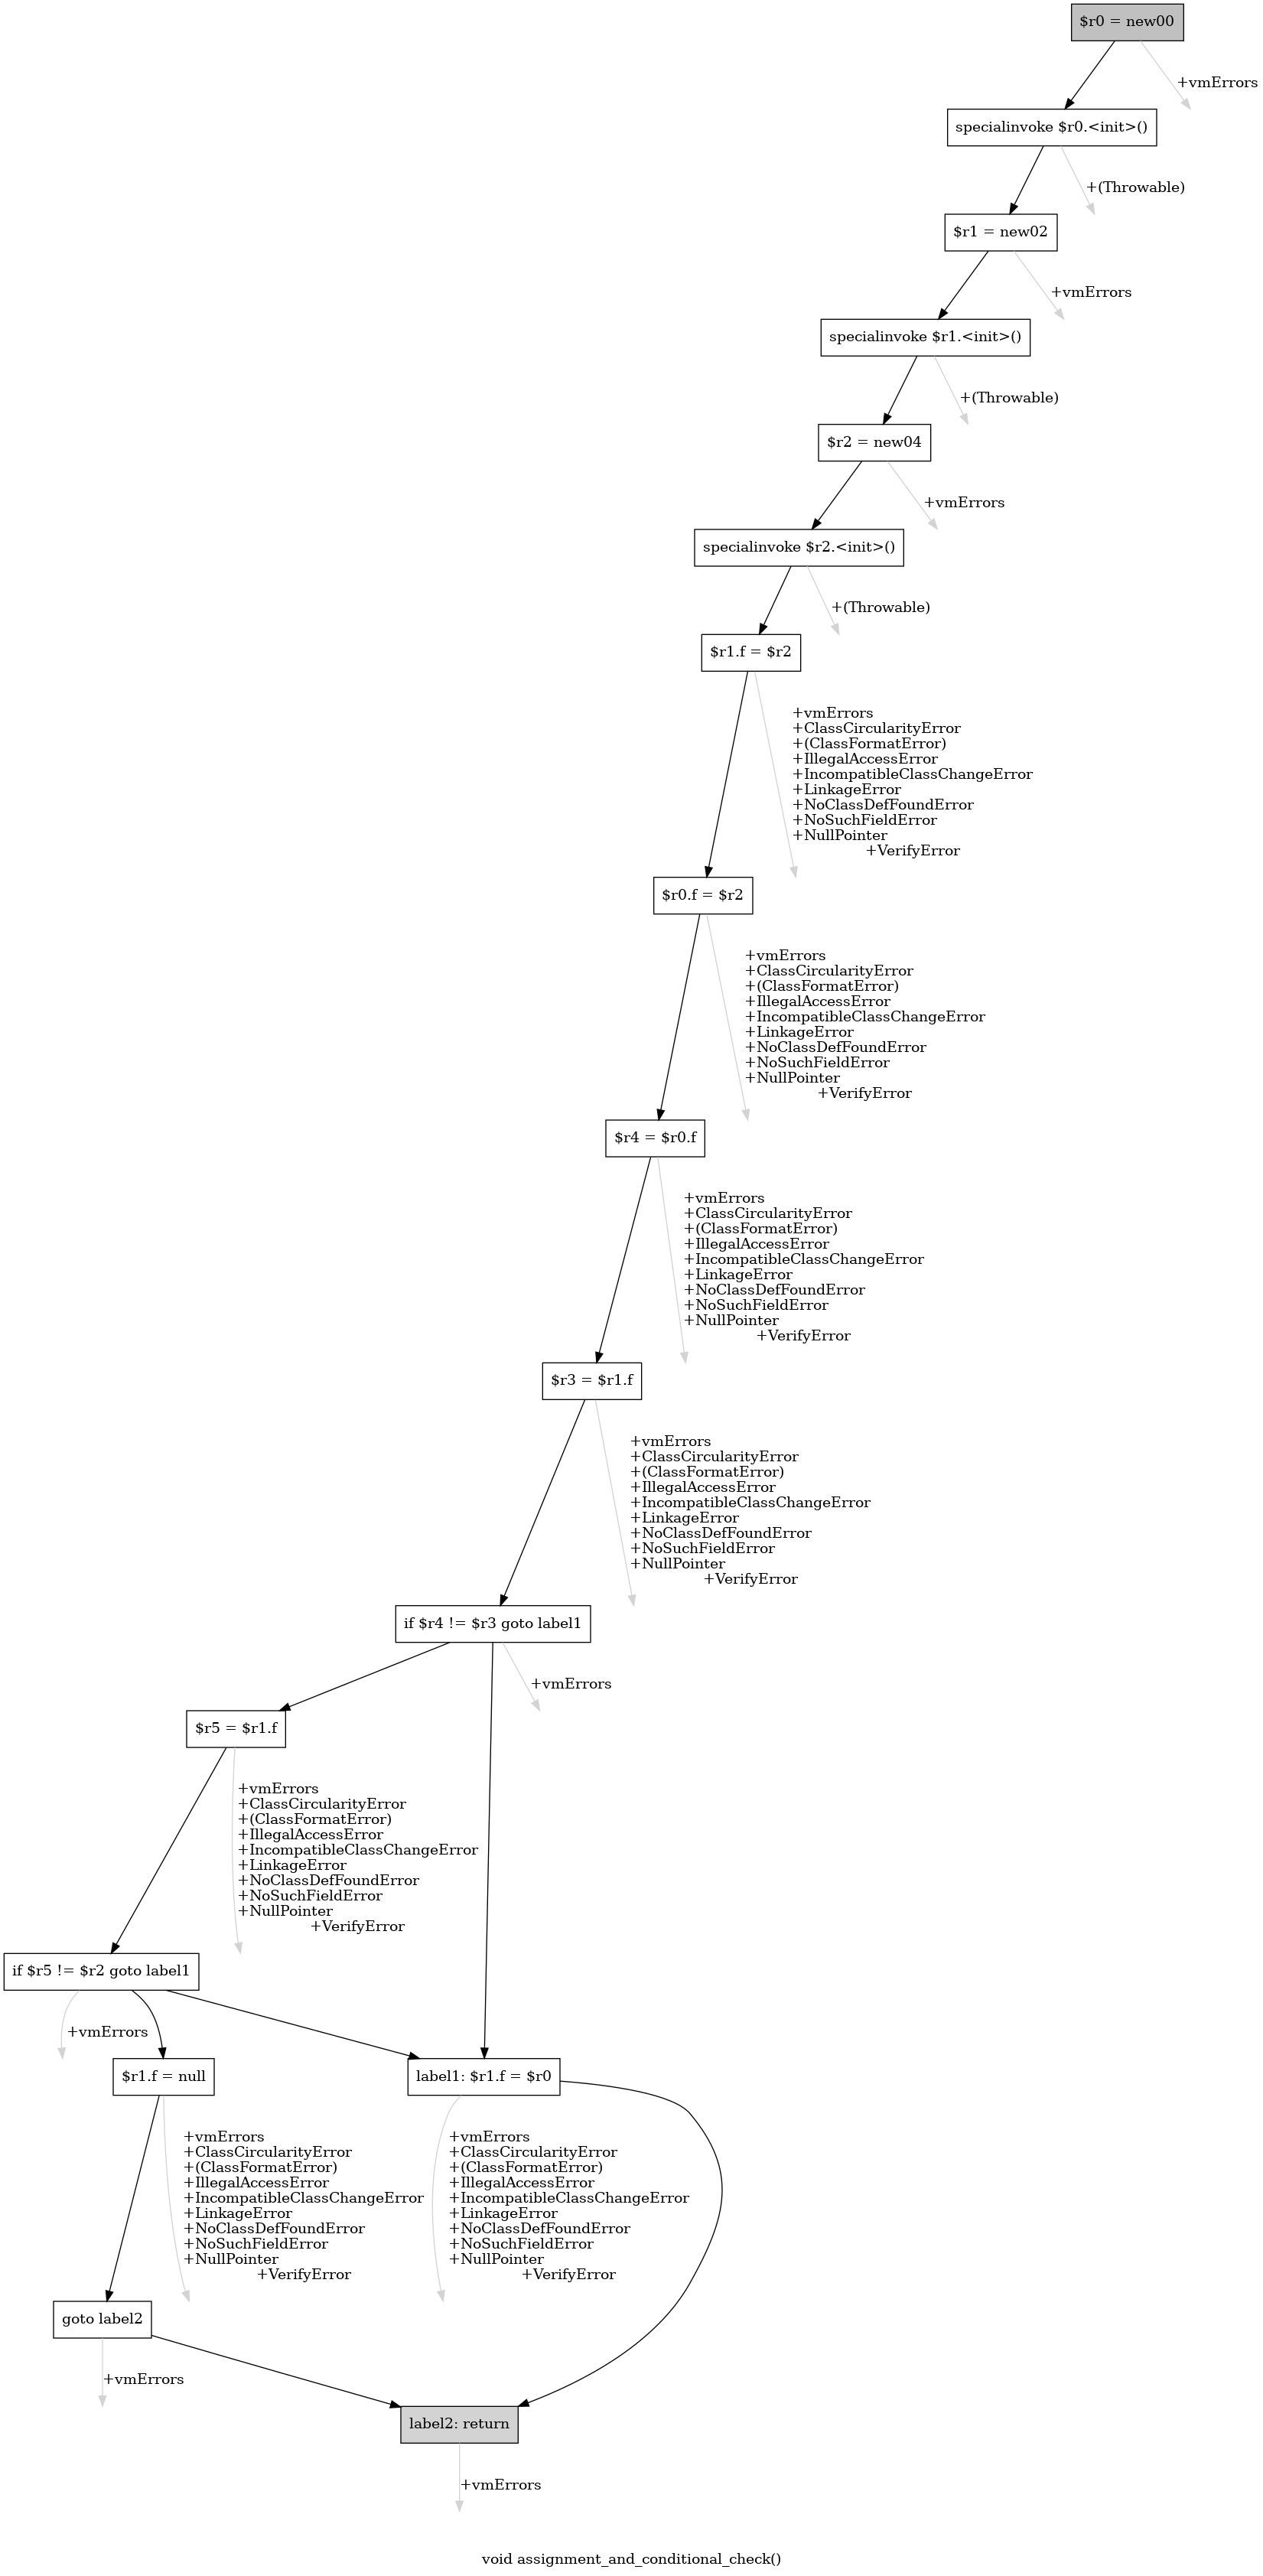 $r0 = new00
+vmErrors
specialinvoke $r0.<init>()
+(Throwable)
$r1 = new02
+vmErrors
specialinvoke $r1.<init>()
+(Throwable)
$r2 = new04
+vmErrors
specialinvoke $r2.<init>()
+(Throwable)
$r1.f = $r2
+vmErrors
+ClassCircularityError
+(ClassFormatError)
+IllegalAccessError
+IncompatibleClassChangeError
+LinkageError
+NoClassDefFoundError
+NoSuchFieldError
+NullPointer
+VerifyError
$r0.f = $r2
+vmErrors
+ClassCircularityError
+(ClassFormatError)
+IllegalAccessError
+IncompatibleClassChangeError
+LinkageError
+NoClassDefFoundError
+NoSuchFieldError
+NullPointer
+VerifyError
$r4 = $r0.f
+vmErrors
+ClassCircularityError
+(ClassFormatError)
+IllegalAccessError
+IncompatibleClassChangeError
+LinkageError
+NoClassDefFoundError
+NoSuchFieldError
+NullPointer
+VerifyError
$r3 = $r1.f
+vmErrors
+ClassCircularityError
+(ClassFormatError)
+IllegalAccessError
+IncompatibleClassChangeError
+LinkageError
+NoClassDefFoundError
+NoSuchFieldError
+NullPointer
+VerifyError
if $r4 != $r3 goto label1
+vmErrors
$r5 = $r1.f
+vmErrors
+ClassCircularityError
+(ClassFormatError)
+IllegalAccessError
+IncompatibleClassChangeError
+LinkageError
+NoClassDefFoundError
+NoSuchFieldError
+NullPointer
+VerifyError
if $r5 != $r2 goto label1
+vmErrors
$r1.f = null
+vmErrors
+ClassCircularityError
+(ClassFormatError)
+IllegalAccessError
+IncompatibleClassChangeError
+LinkageError
+NoClassDefFoundError
+NoSuchFieldError
+NullPointer
+VerifyError
label1: $r1.f = $r0
+vmErrors
+ClassCircularityError
+(ClassFormatError)
+IllegalAccessError
+IncompatibleClassChangeError
+LinkageError
+NoClassDefFoundError
+NoSuchFieldError
+NullPointer
+VerifyError
goto label2
+vmErrors
label2: return
+vmErrors
void assignment_and_conditional_check()